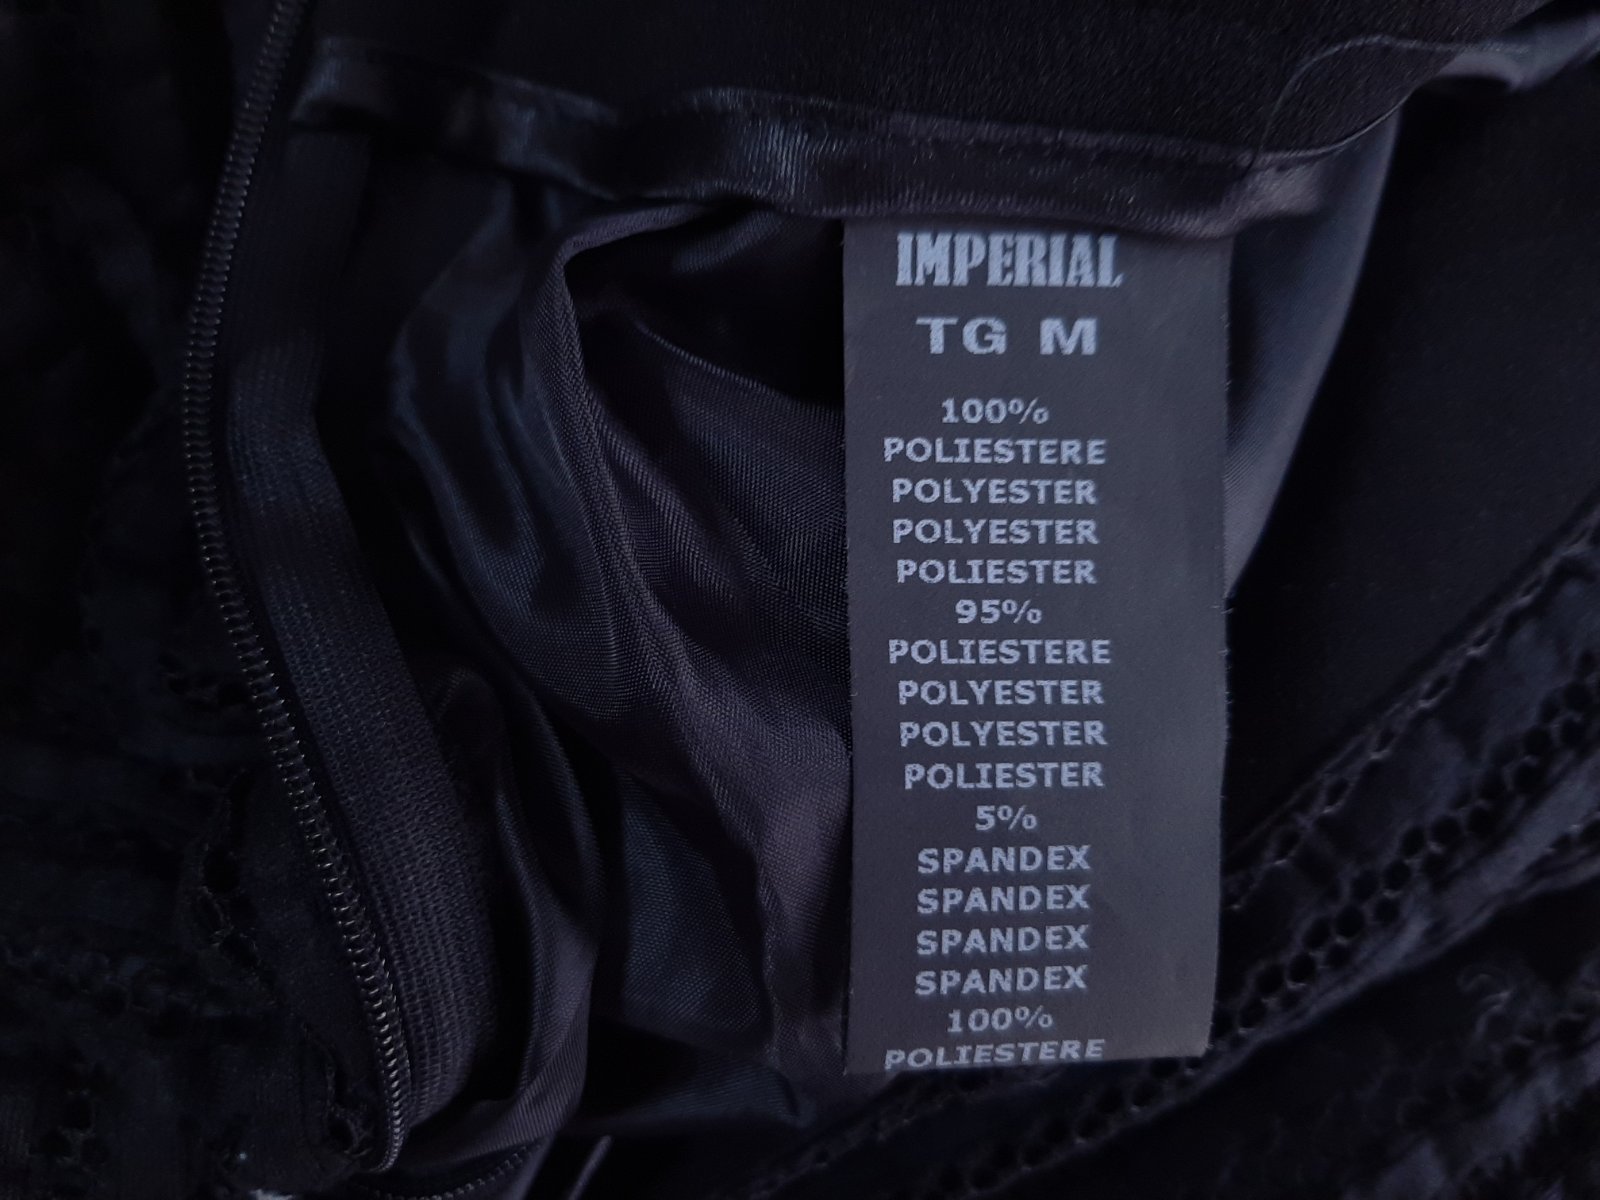 IMPERIAL
TG M
100%
POLIESTERE
POLYESTER
POLYESTER
POLIESTER
95%
POLIESTERE
POLYESTER
POLYESTER
POLIESTER
5%
SPANDEX
SPANDEX
SPANDEX
SPANDEX
100%
POLIESTERE